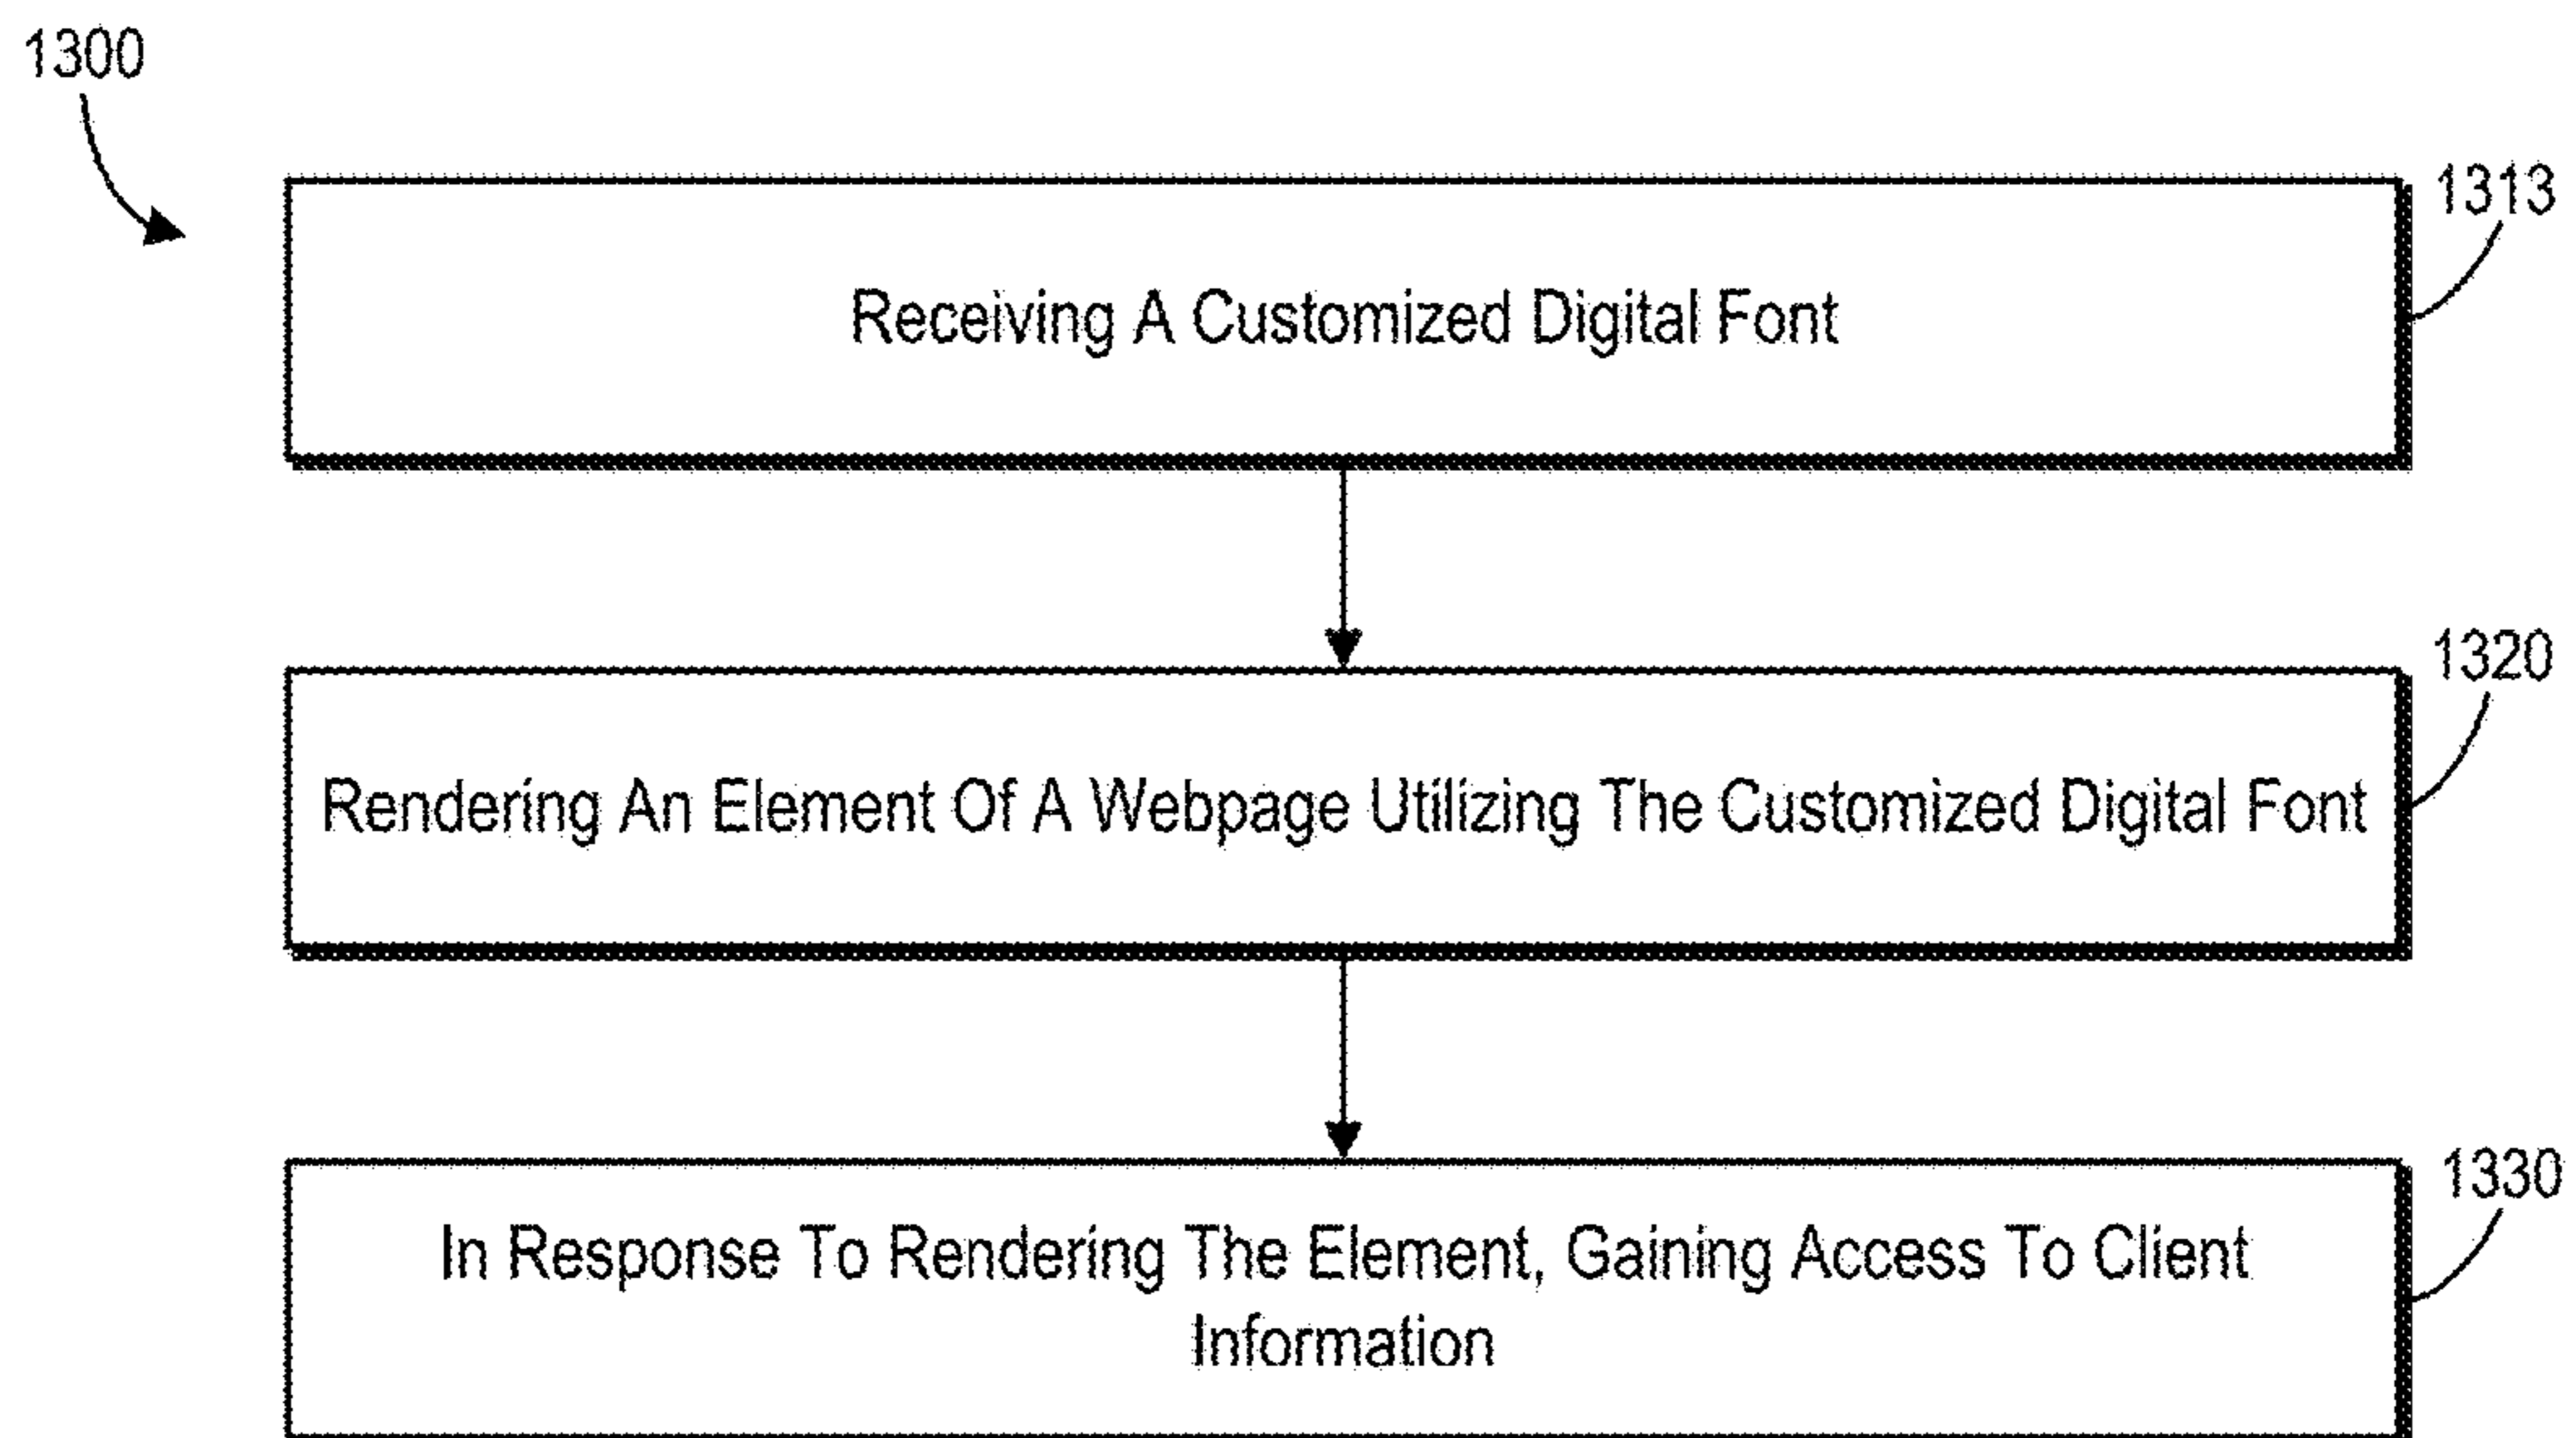 1300
1313
Receiving A Customized Digital Font
1320
Rendering An Element Of A Webpage Utilizing The Customized Digital Font
1330
In Response To Rendering The Element, Gaining Access To Client
Information